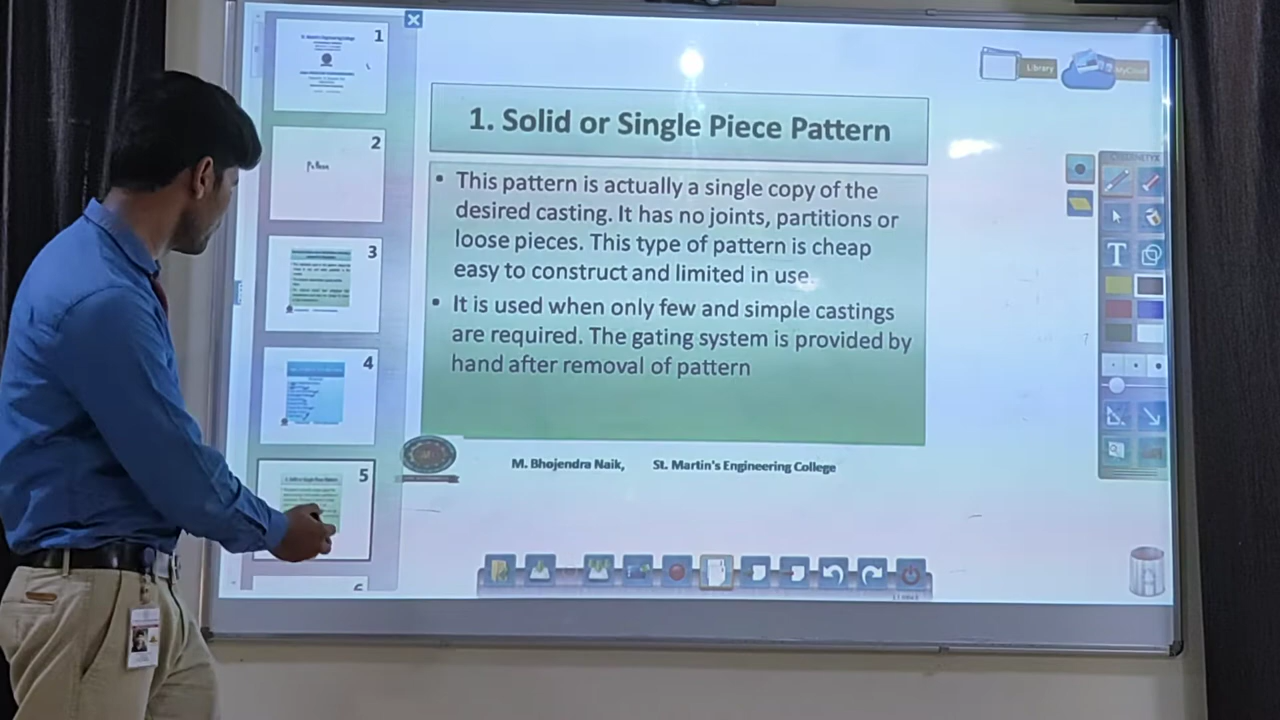 1
2
3
4
5
1. Solid or Single Piece Pattern
• This pattern is actually a single copy of the
desired casting. It has no joints, partitions or
loose pieces. This type of pattern is cheap
easy to construct and limited in use.
• It is used when only few and simple castings
are required. The gating system is provided by
hand after removal of pattern
M. Bhojendra Naik, St. Martin's Engineering College
Library
MyCloud
T